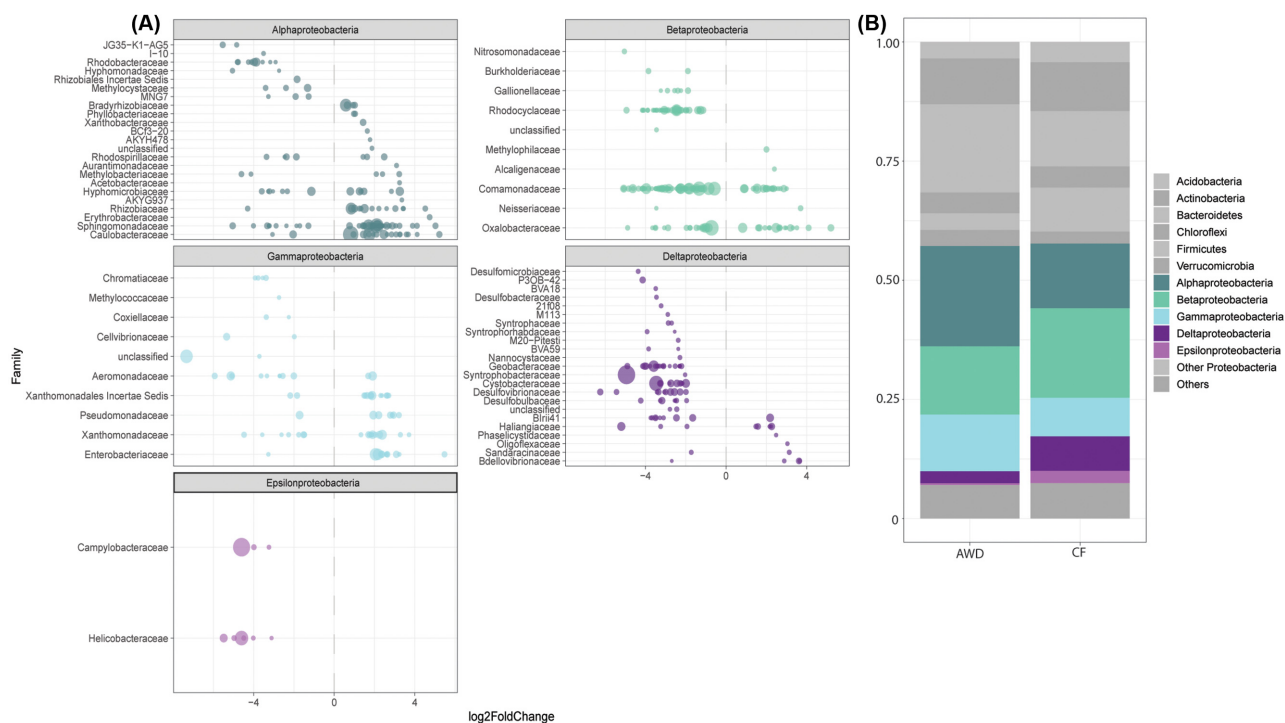 (A)
Alphaproteobacteria
JG35-K1-AG5
I-10
Rhodobacteraceae
Hyphomonadaceae
Rhizobiales Incertae Sedis
Methylocystaceae
MNG7
Bradyrhizobiaceae
Phyllobacteriaceae
Xanthobacteraceae
BCf3-20
AKYH478
unclassified
Rhodospirillaceae
Aurantimonadaceae
Methylobacteriaceae
Acetobacteraceae
Hyphomicrobiaceae
AKYG937
Rhizobiaceae
Erythrobacteraceae
Sphingomonadaceae
Caulobacteraceae
Betaproteobacteria
Nitrosomonadaceae
Burkholderiaceae
Gallionellaceae
Rhodocyclaceae
unclassified
Methylophilaceae
Alcaligenaceae
Comamonadaceae
Neisseriaceae
Oxalobacteraceae
Gammaproteobacteria
Chromatiaceae
Methylococcaceae
Coxiellaceae
Cellvibrionaceae
unclassified
Aeromonadaceae
Xanthomonadales Incertae Sedis
Pseudomonadaceae
Xanthomonadaceae
Enterobacteriaceae
Deltaproteobacteria
Desulfomicrobiaceae
P3OB-42
BVA18
Desulfobacteraceae
21f08
M113
Syntrophaceae
Syntrophorhabdaceae
M20-Pitesti
BVA59
Nannocystaceae
Geobacteraceae
Syntrophobacteraceae
Cystobacteraceae
Desulfovibrionaceae
Desulfobulbaceae
unclassified
BIrii41
Haliangiaceae
Phaselicystidaceae
Oligoflexaceae
Sandaracinaceae
Bdellovibrionaceae
-4 0 4
Epsilonproteobacteria
Campylobacteraceae
Helicobacteraceae
-4 0 4
Family
log2FoldChange
(B)
1.00
0.75
0.50
0.25
0
AWD CF
Acidobacteria
Actinobacteria
Bacteroidetes
Chloroflexi
Firmicutes
Verrucomicrobia
Alphaproteobacteria
Betaproteobacteria
Gammaproteobacteria
Deltaproteobacteria
Epsilonproteobacteria
Other Proteobacteria
Others